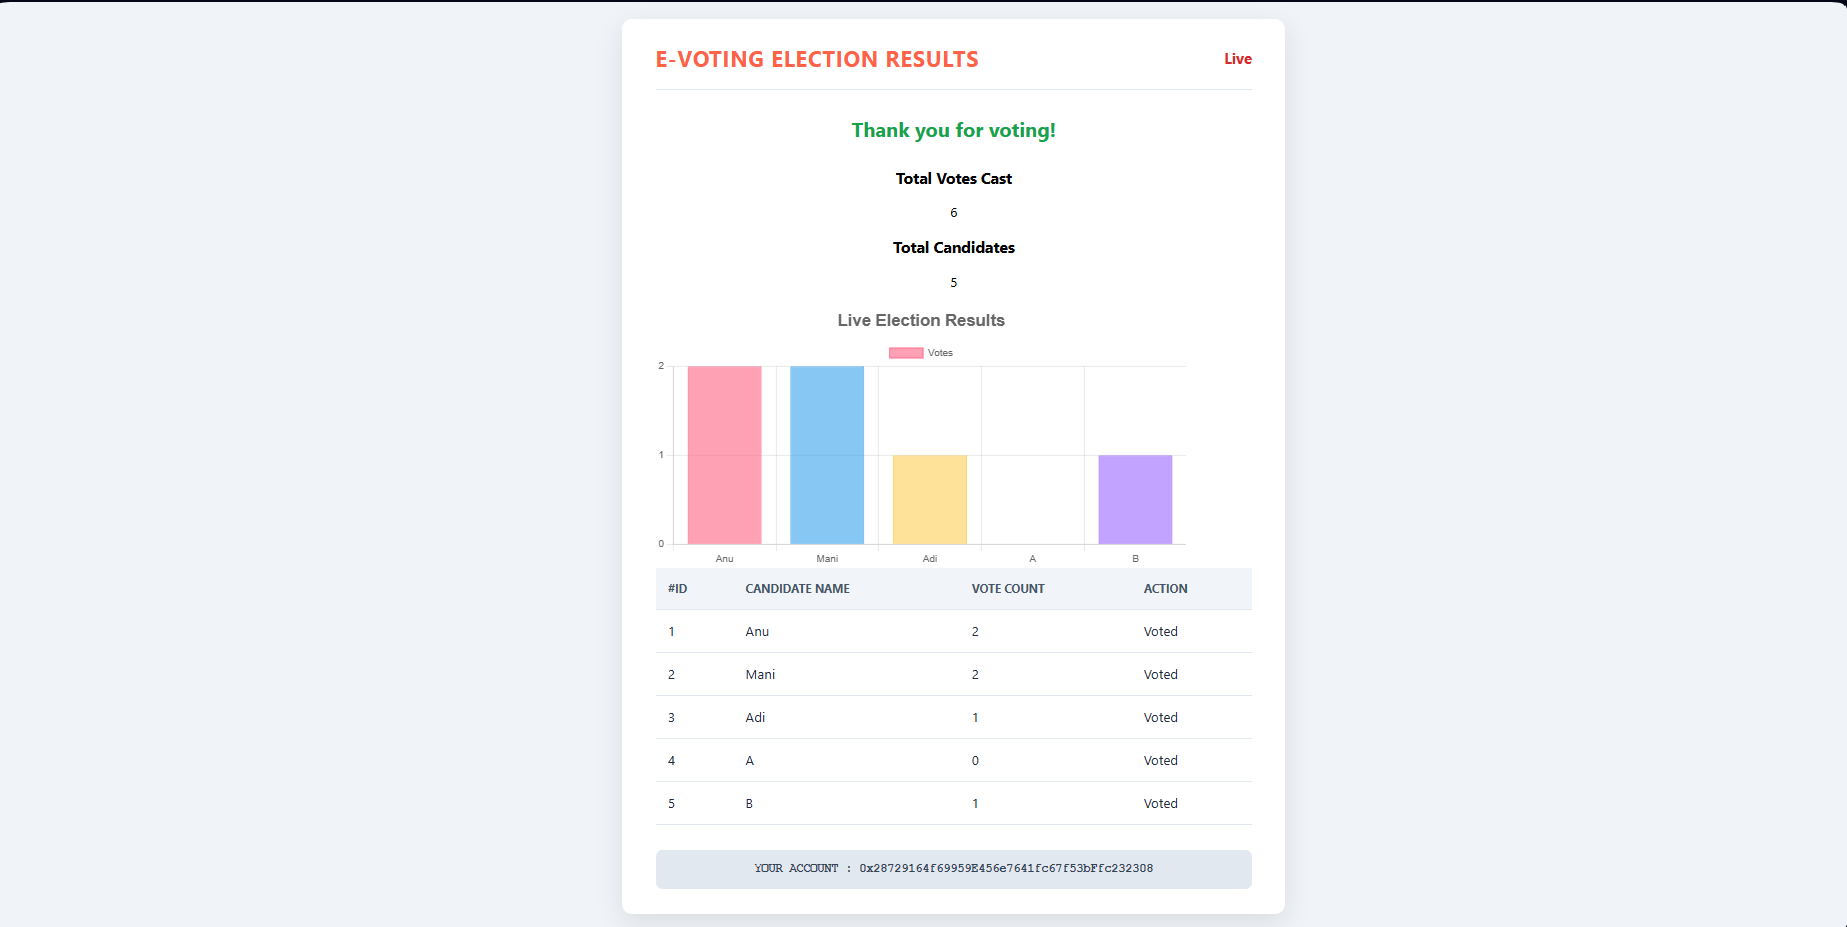 E-VOTING ELECTION RESULTS Live
Thank you for voting!
Total Votes Cast
6
Total Candidates
5
Live Election Results
Votes
2
1
0
Anu Mani Adi A B
#ID CANDIDATE NAME VOTE COUNT ACTION
1 Anu 2 Voted
2 Mani 2 Voted
3 Adi 1 Voted
4 A 0 Voted
5 B 1 Voted
YOUR ACCOUNT : 0x28729164f69959E456e7641fc67f53bFfc232308